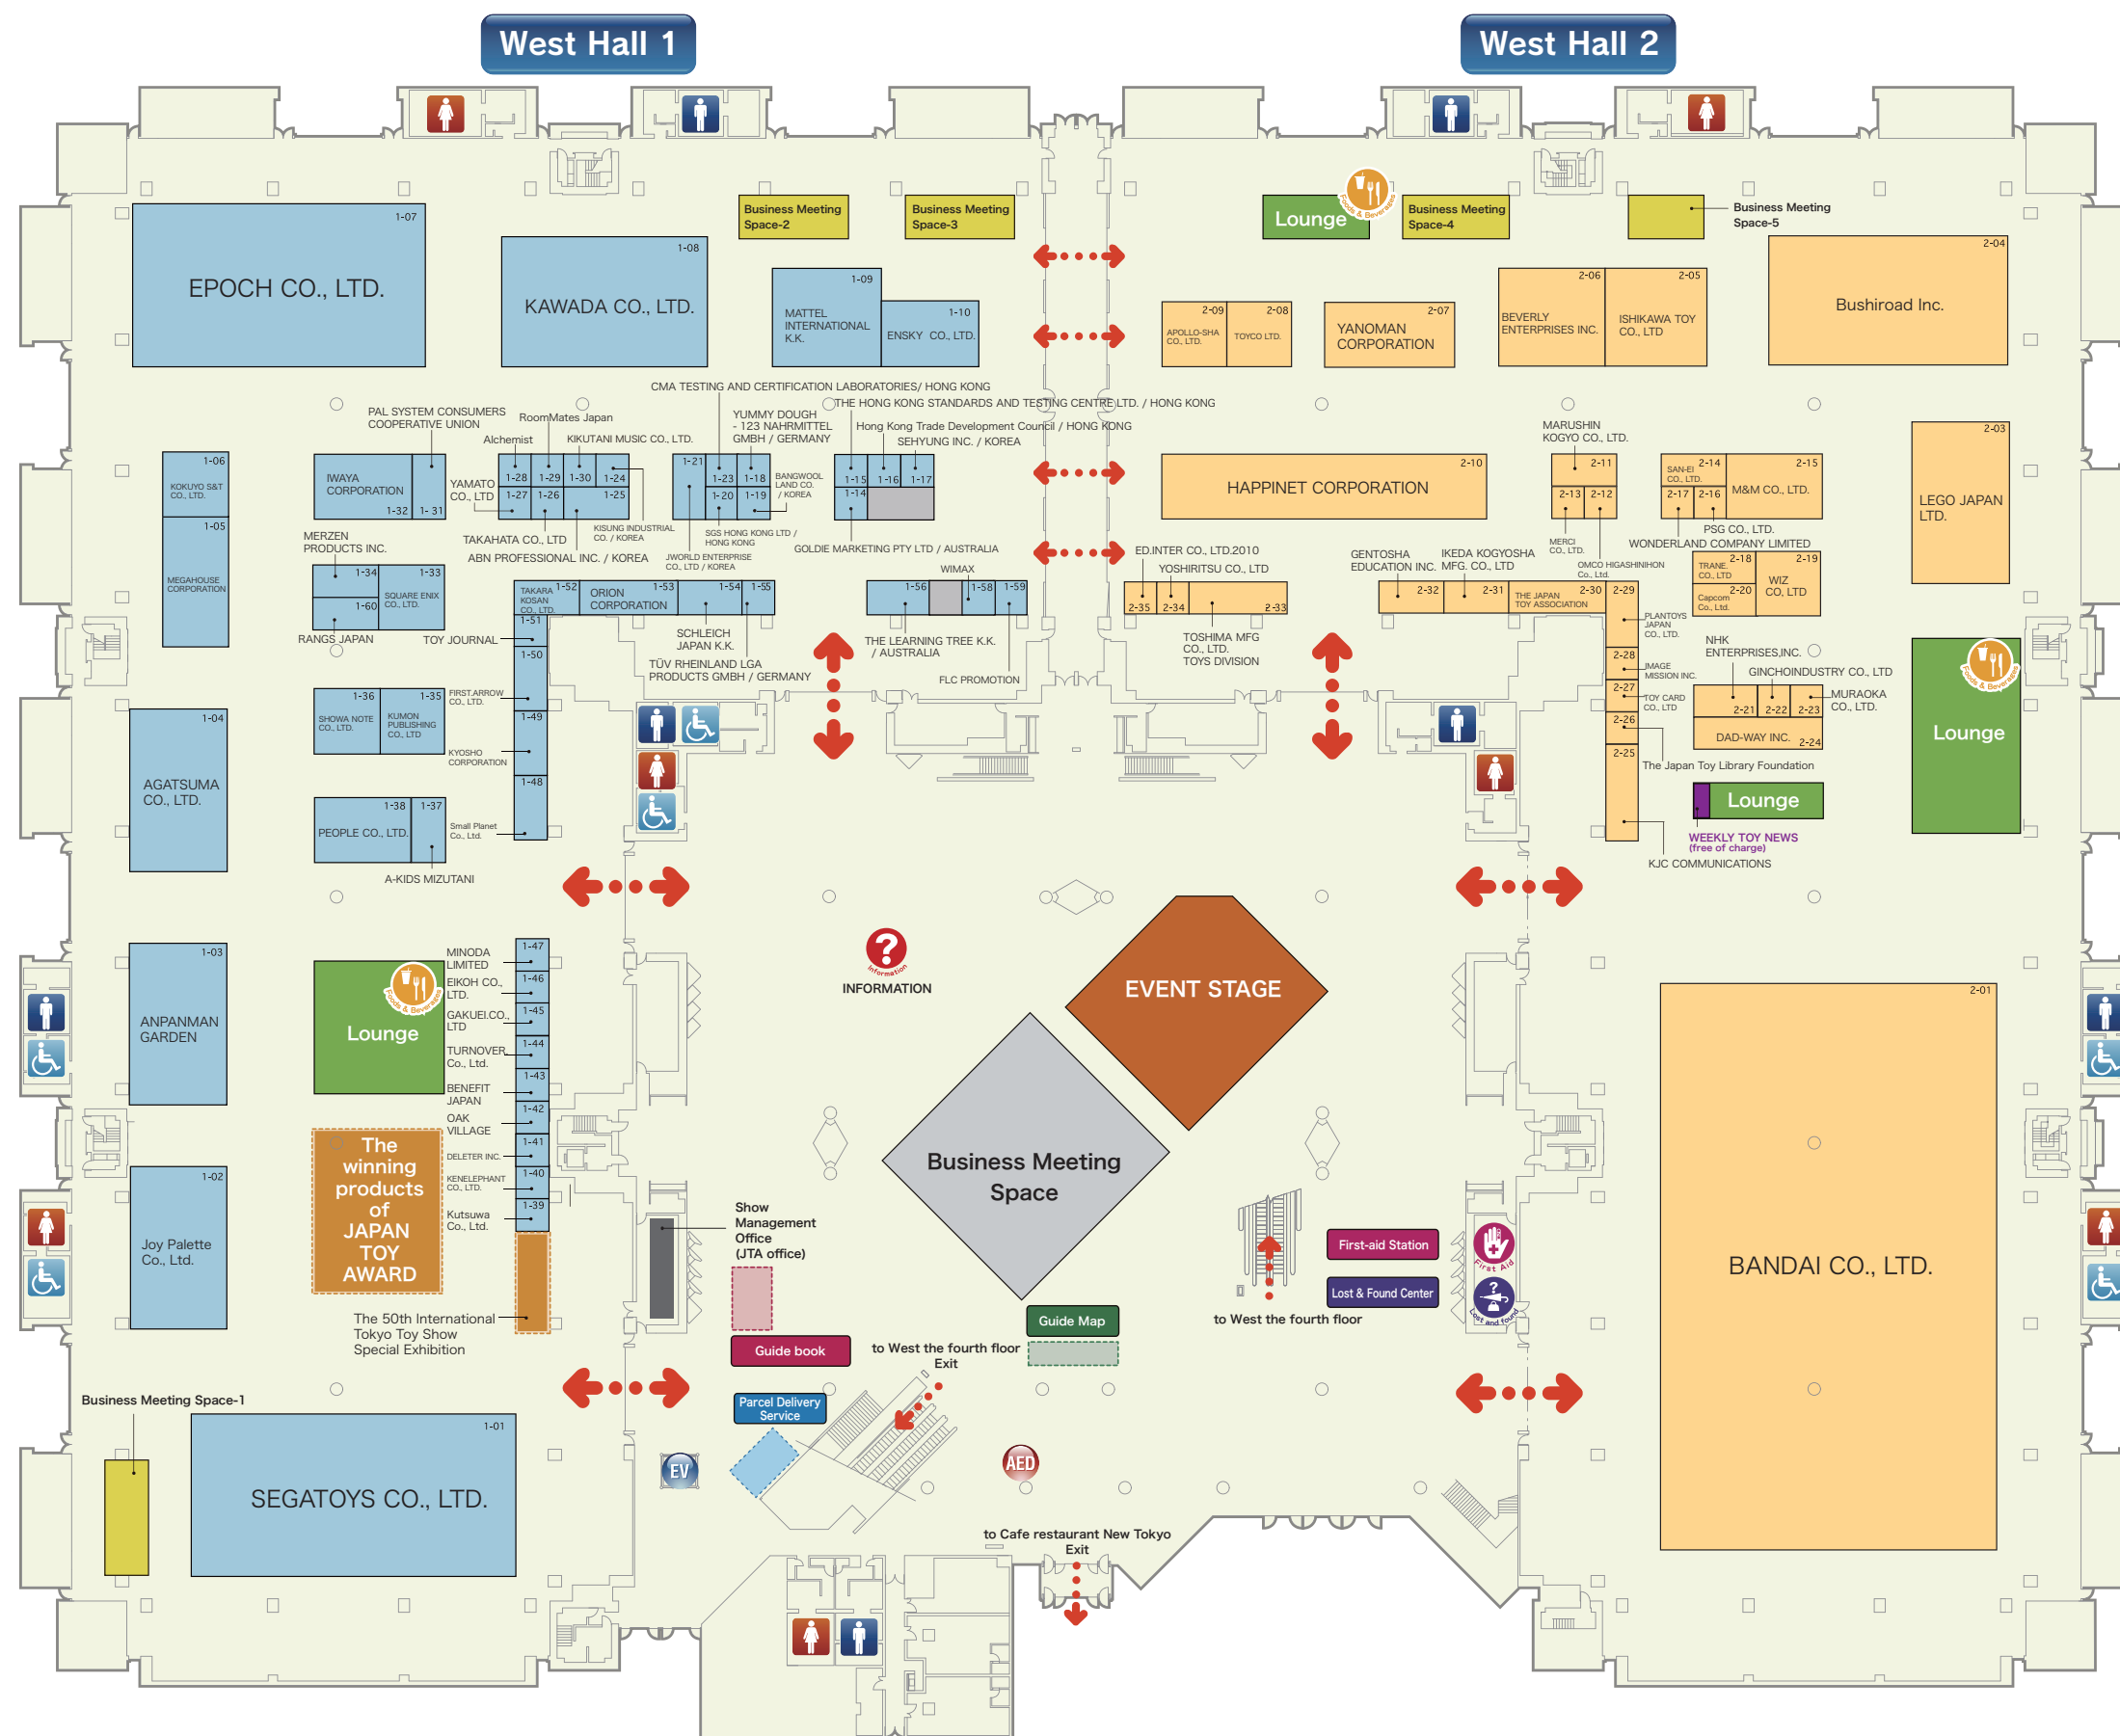 West Hall 1
West Hall 2
Business Meeting
Space-2
Business Meeting
Space-3
Lounge
Foods & Beverages
Business Meeting
Space-4
Business Meeting
Space-5
1-07
EPOCH CO., LTD.
1-08
KAWADA CO., LTD.
1-09
MATTEL
INTERNATIONAL
K.K.
1-10
ENSKY CO., LTD.
2-09
APOLLO-SHA
CO., LTD.
2-08
TOYCO LTD.
2-07
YANOMAN
CORPORATION
2-06
BEVERLY
ENTERPRISES INC.
2-05
ISHIKAWA TOY
CO., LTD
2-04
Bushiroad Inc.
CMA TESTING AND CERTIFICATION LABORATORIES/ HONG KONG
THE HONG KONG STANDARDS AND TESTING CENTRE LTD. / HONG KONG
PAL SYSTEM CONSUMERS
COOPERATIVE UNION
RoomMates Japan
YUMMY DOUGH
- 123 NAHRMITTEL
GMBH / GERMANY
Hong Kong Trade Development Council / HONG KONG
Alchemist
KIKUTANI MUSIC CO., LTD.
SEHYUNG INC. / KOREA
MARUSHIN
KOGYO CO., LTD.
2-03
LEGO JAPAN
LTD.
1-06
KOKUYO S&T
CO., LTD.
1-05
MEGAHOUSE
CORPORATION
IWAYA
CORPORATION
1-32
1- 31
YAMATO
CO., LTD
1-28
1-29
1-30
1-24
1-27
1-26
1-25
1-21
1-23
1-18
1-20
1-19
BANGWOOL
LAND CO.
/ KOREA
1-15
1-16
1-17
1-14
2-10
HAPPINET CORPORATION
2-11
2-13
2-12
2-14
SAN-EI
CO., LTD.
2-15
M&M CO., LTD.
2-17
2-16
MERZEN
PRODUCTS INC.
TAKAHATA CO., LTD
KISUNG INDUSTRIAL
CO. / KOREA
ABN PROFESSIONAL INC. / KOREA
SGS HONG KONG LTD /
HONG KONG
JWORLD ENTERPRISE
CO., LTD / KOREA
GOLDIE MARKETING PTY LTD / AUSTRALIA
MERCI
CO., LTD.
PSG CO., LTD.
WONDERLAND COMPANY LIMITED
1-34
1-33
SQUARE ENIX
CO., LTD.
1-60
RANGS JAPAN
TAKARA
KOSAN
CO., LTD.
1-52
ORION
CORPORATION
1-53
1-54
1-55
WIMAX
1-56
1-58
1-59
ED.INTER CO., LTD.2010
YOSHIRITSU CO., LTD
2-35
2-34
2-33
GENTOSHA
EDUCATION INC.
IKEDA KOGYOSHA
MFG. CO., LTD
OMCO HIGASHINIHON
Co., Ltd.
2-32
2-31
THE JAPAN
TOY ASSOCIATION
2-30
2-29
2-18
TRANE.
CO., LTD
2-20
Capcom
Co., Ltd.
2-19
WIZ
CO, LTD
TOY JOURNAL
1-51
1-50
SCHLEICH
JAPAN K.K.
TÜV RHEINLAND LGA
PRODUCTS GMBH / GERMANY
THE LEARNING TREE K.K.
/ AUSTRALIA
FLC PROMOTION
TOSHIMA MFG
CO., LTD.
TOYS DIVISION
PLANTOYS
JAPAN
CO., LTD.
2-28
IMAGE
MISSION INC.
2-27
TOY CARD
CO., LTD
2-26
2-25
NHK
ENTERPRISES,INC.
GINCHOINDUSTRY CO., LTD
MURAOKA
CO., LTD.
2-21
2-22
2-23
DAD-WAY INC.
2-24
Foods & Beverages
Lounge
1-36
SHOWA NOTE
CO., LTD.
1-35
KUMON
PUBLISHING
CO., LTD
FIRST.ARROW
CO., LTD.
1-49
KYOSHO
CORPORATION
1-48
1-04
AGATSUMA
CO., LTD.
The Japan Toy Library Foundation
Lounge
WEEKLY TOY NEWS
(free of charge)
KJC COMMUNICATIONS
1-38
PEOPLE CO., LTD.
1-37
Small Planet
Co., Ltd.
A-KIDS MIZUTANI
1-03
ANPANMAN
GARDEN
Foods & Beverages
Lounge
MINODA
LIMITED
1-47
EIKOH CO.,
LTD.
1-46
GAKUEI.CO.,
LTD
1-45
TURNOVER
Co., Ltd.
1-44
BENEFIT
JAPAN
1-43
OAK
VILLAGE
1-42
DELETER INC.
1-41
KENELEPHANT
CO., LTD.
1-40
Kutsuwa
Co., Ltd.
1-39
Information
INFORMATION
EVENT STAGE
2-01
BANDAI CO., LTD.
Business Meeting
Space
The
winning
products
of
JAPAN
TOY
AWARD
1-02
Joy Palette
Co., Ltd.
The 50th International
Tokyo Toy Show
Special Exhibition
Show
Management
Office
(JTA office)
First-aid Station
First Aid
Lost & Found Center
Lost and found
to West the fourth floor
Guide Map
Guide book
to West the fourth floor
Exit
Parcel Delivery
Service
Business Meeting Space-1
1-01
SEGATOYS CO., LTD.
EV
AED
to Cafe restaurant New Tokyo
Exit